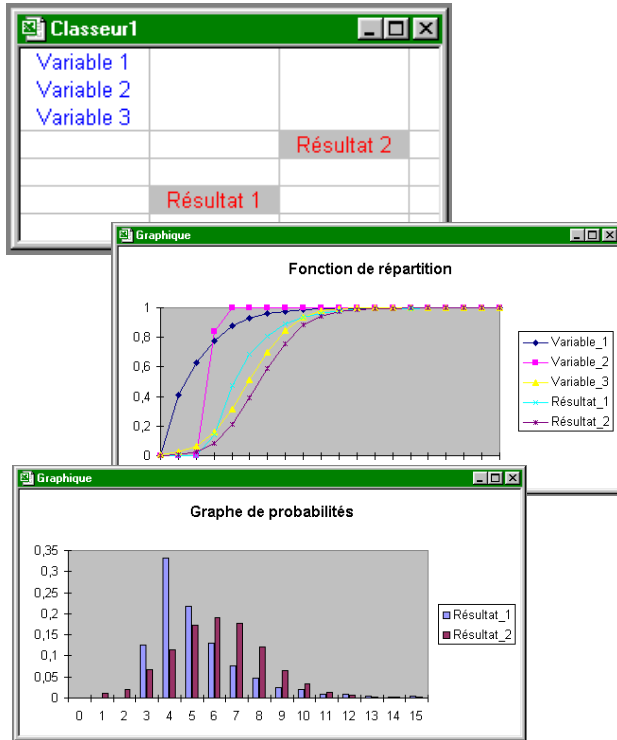 Classeur1
Variable 1
Variable 2
Variable 3
Résultat 2
Résultat 1
Graphique
Fonction de répartition
1
0,8
0,6
0,4
0,2
0
Variable_1
Variable_2
Variable_3
Résultat_1
Résultat_2
Graphique
Graphe de probabilités
0,35
0,3
0,25
0,2
0,15
0,1
0,05
0
0 1 2 3 4 5 6 7 8 9 10 11 12 13 14 15
Résultat_1
Résultat_2